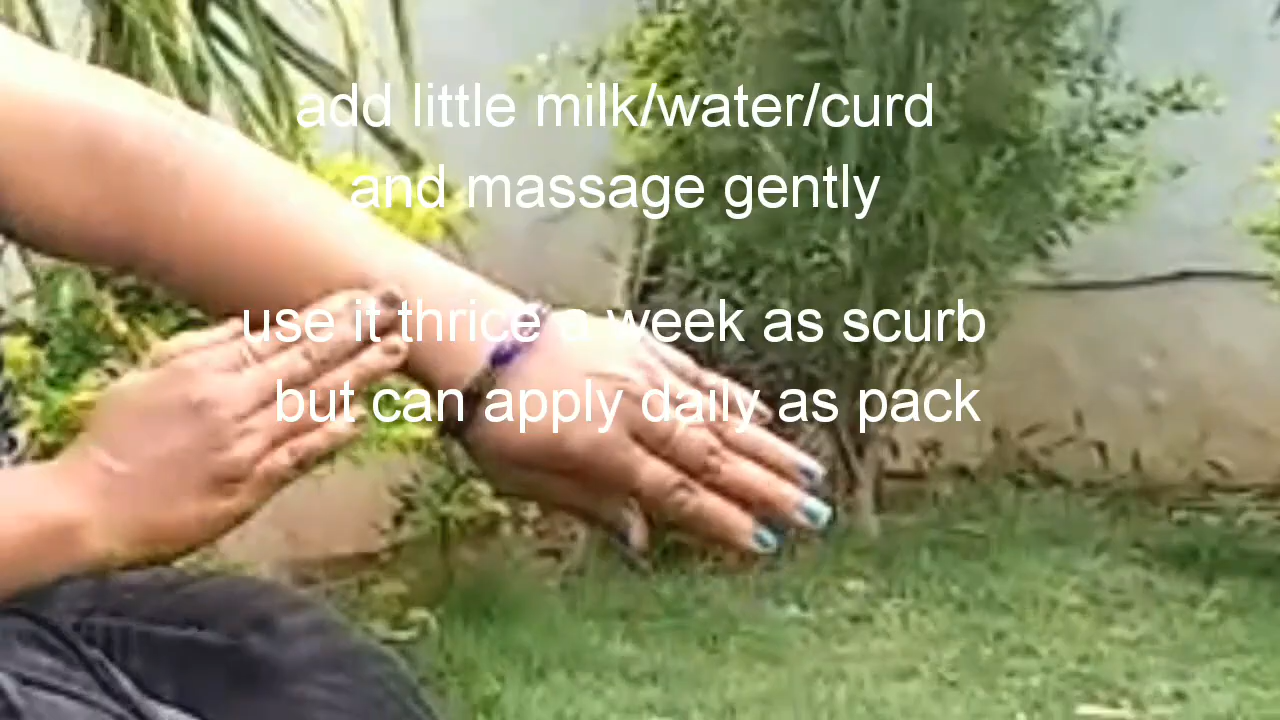 add little milk/water/curd
and massage gently
use it thrice a week as scurb
but can apply daily as pack